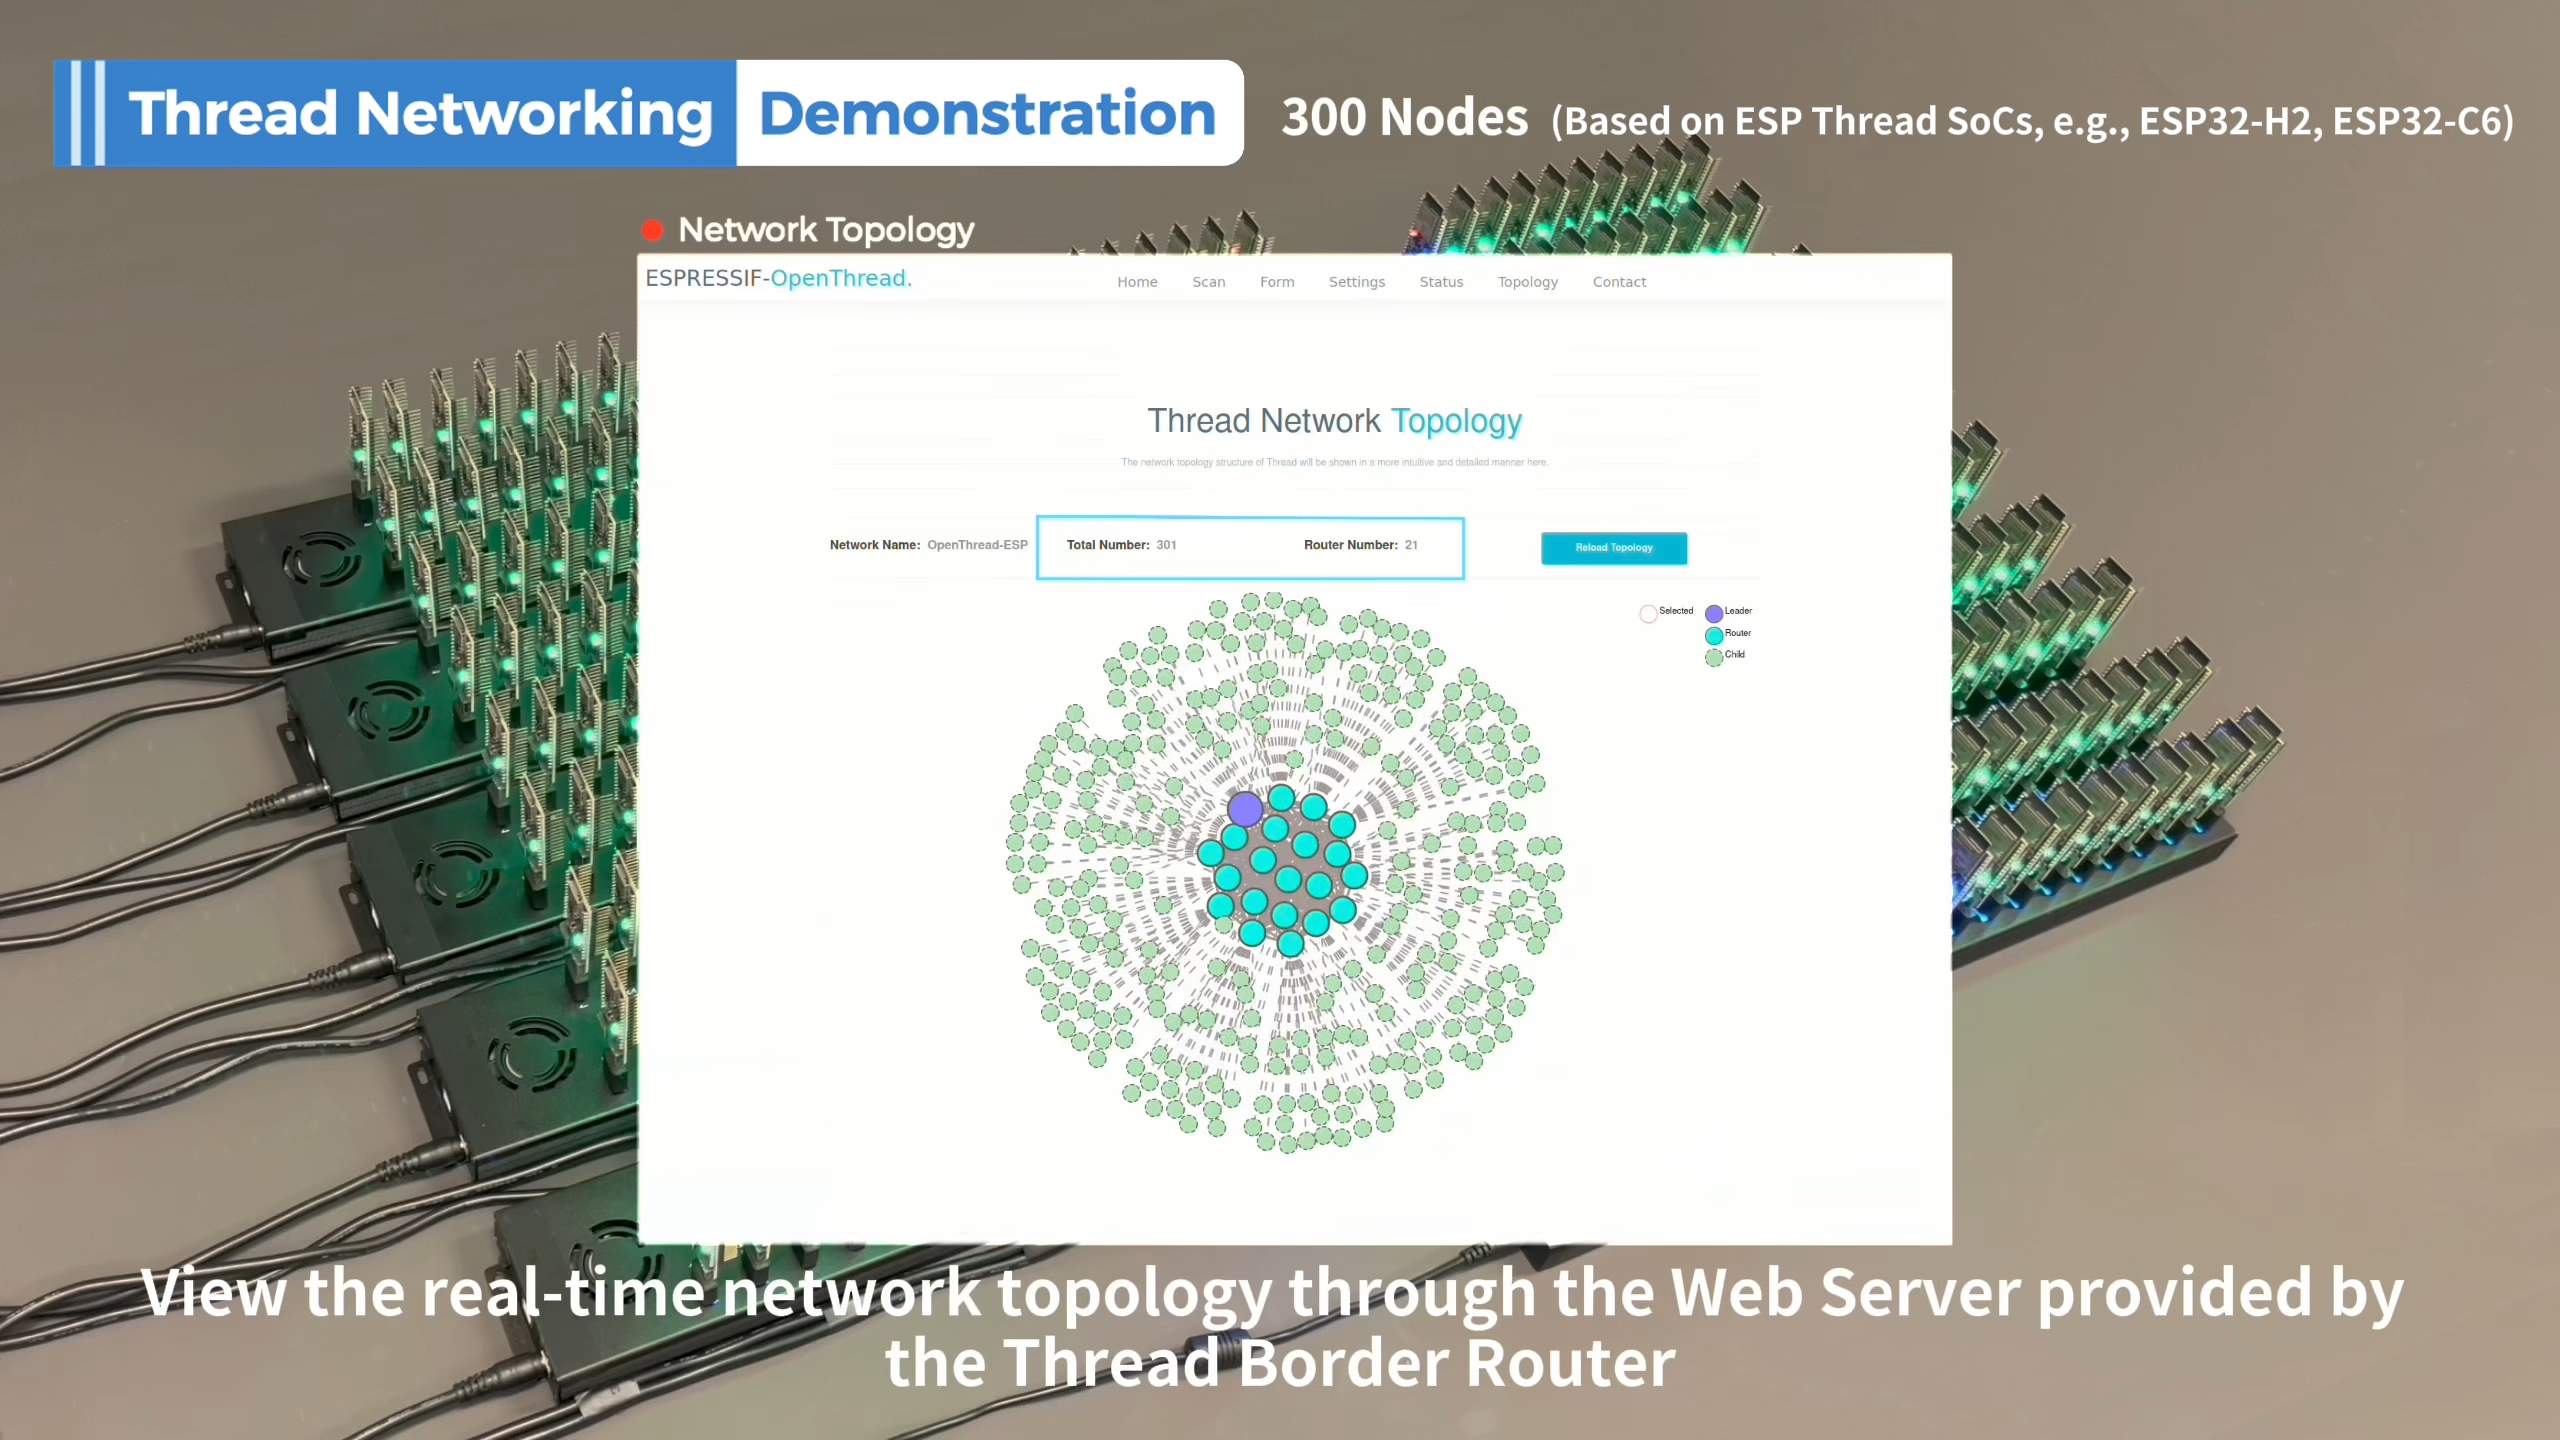 Thread Networking Demonstration
300 Nodes (Based on ESP Thread SoCs, e.g., ESP32-H2, ESP32-C6)
Network Topology
ESPRESSIF-OpenThread.
Home Scan Form Settings Status Topology Contact
Thread Network Topology
The network topology structure of Thread will be shown in a more intuitive and detailed manner here.
Network Name: OpenThread-ESP Total Number: 301 Router Number: 21 Reload Topology
Selected Leader
Router
Child
View the real-time network topology through the Web Server provided by
the Thread Border Router